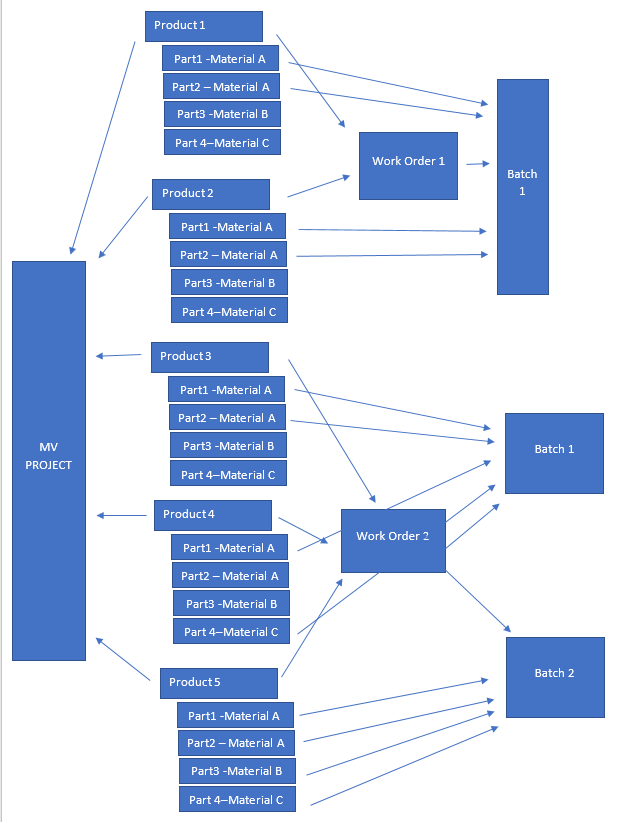 Product 1
Part1 -Material A
Part2 – Material A
Part3 -Material B
Part 4–Material C
Work Order 1
Batch
1
Product 2
Part1 -Material A
Part2 – Material A
Part3 -Material B
Part 4–Material C
MV
PROJECT
Product 3
Part1 -Material A
Part2 – Material A
Part3 -Material B
Part 4–Material C
Batch 1
Product 4
Part1 -Material A
Part2 – Material A
Part3 -Material B
Part 4–Material C
Work Order 2
Product 5
Part1 -Material A
Part2 – Material A
Part3 -Material B
Part 4–Material C
Batch 2